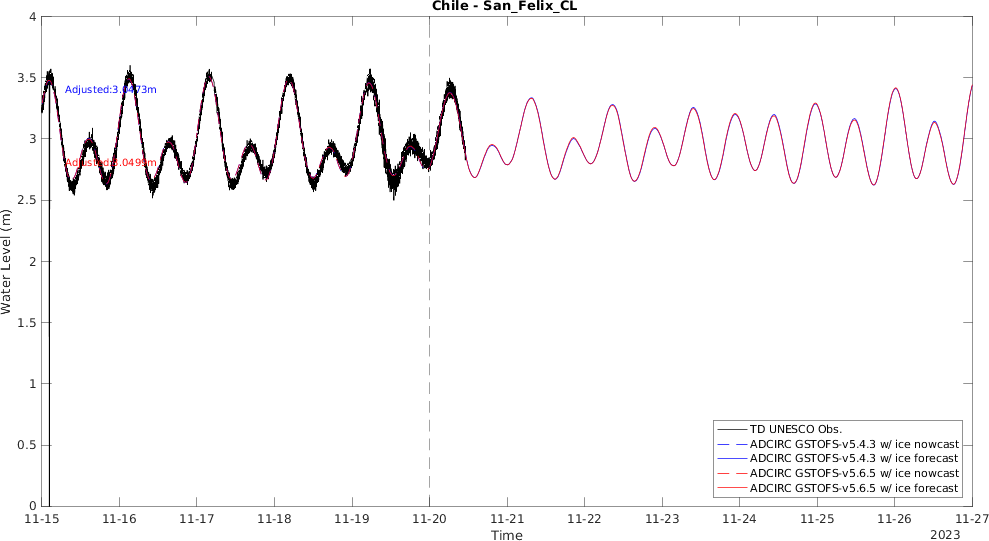 Chile - San_Felix_CL
4
3.5
3
2.5
2
1.5
1
0.5
0
Water Level (m)
Adjusted:3.0473m
Adjusted:3.0499m
TD UNESCO Obs.
ADCIRC GSTOFS-v5.4.3 w/ ice nowcast
ADCIRC GSTOFS-v5.4.3 w/ ice forecast
ADCIRC GSTOFS-v5.6.5 w/ ice nowcast
ADCIRC GSTOFS-v5.6.5 w/ ice forecast
11-15 11-16 11-17 11-18 11-19 11-20 11-21 11-22 11-23 11-24 11-25 11-26 11-27
Time
2023